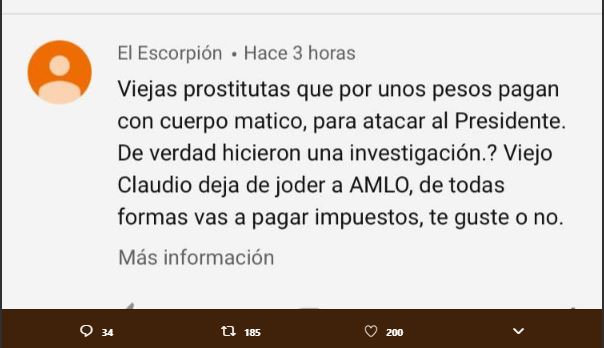 El Escorpión • Hace 3 horas
Viejas prostitutas que por unos pesos pagan
con cuerpo matico, para atacar al Presidente.
De verdad hicieron una investigación.? Viejo
Claudio deja de joder a AMLO, de todas
formas vas a pagar impuestos, te guste o no.
Más información
34 185 200